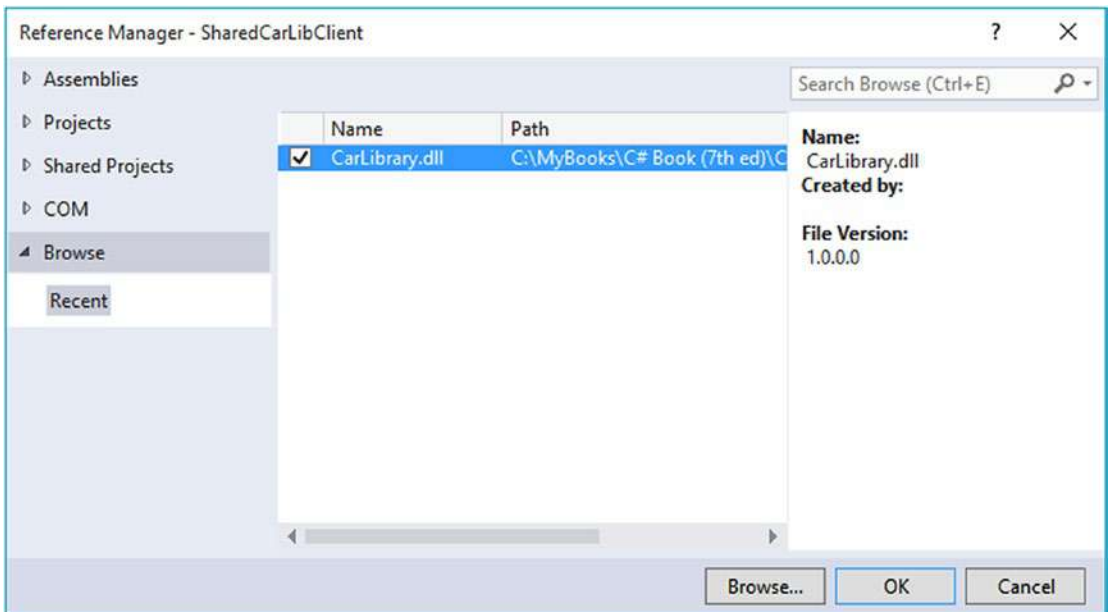 Reference Manager - SharedCarLibClient
? 
Assemblies
Projects
Shared Projects
COM
Browse
Recent
Name Path
CarLibrary.dll C:\MyBooks\C# Book (7th ed)\C
Search Browse (Ctrl+E)
Name:
CarLibrary.dll
Created by:
File Version:
1.0.0.0
Browse... OK Cancel